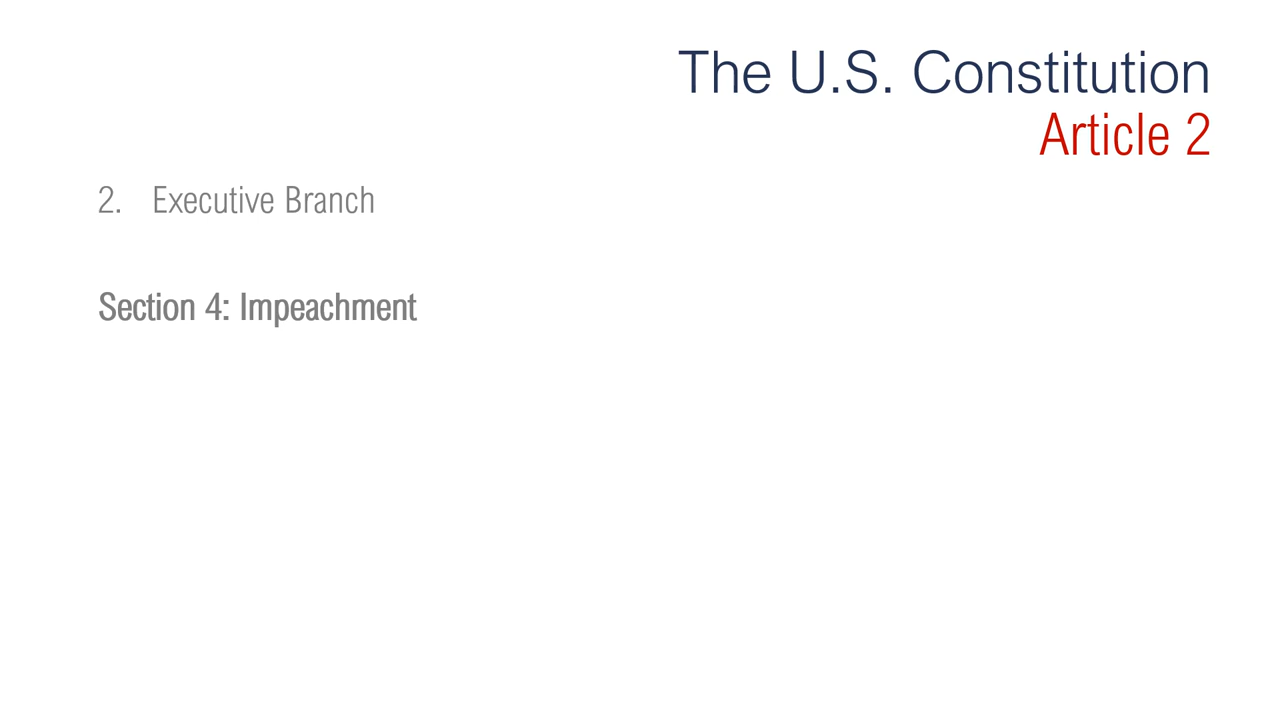 The U.S. Constitution
Article 2
2. Executive Branch
Section 4: Impeachment